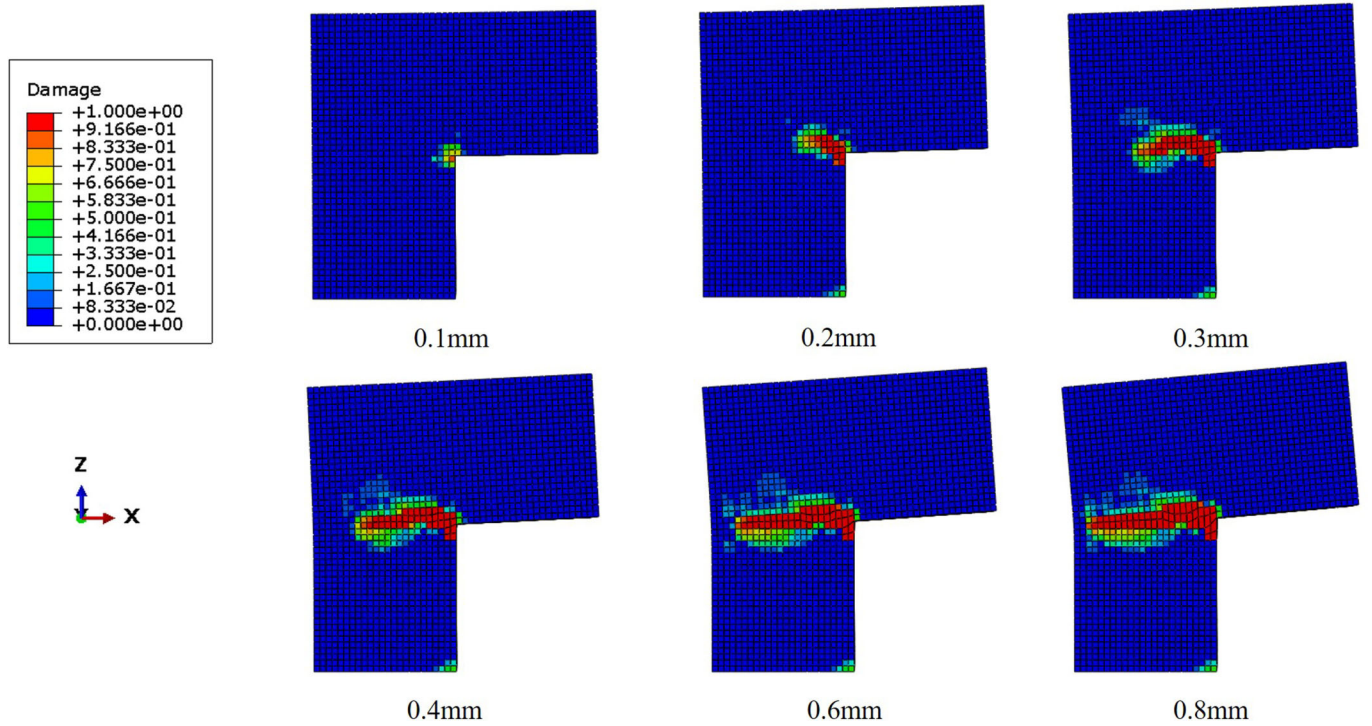 Damage
+1.000e+00
+9.166e-01
+8.333e-01
+7.500e-01
+6.666e-01
+5.833e-01
+5.000e-01
+4.166e-01
+3.333e-01
+2.500e-01
+1.667e-01
+8.333e-02
+0.000e+00
0.1mm
0.2mm
0.3mm
Z
Y
X
0.4mm
0.6mm
0.8mm